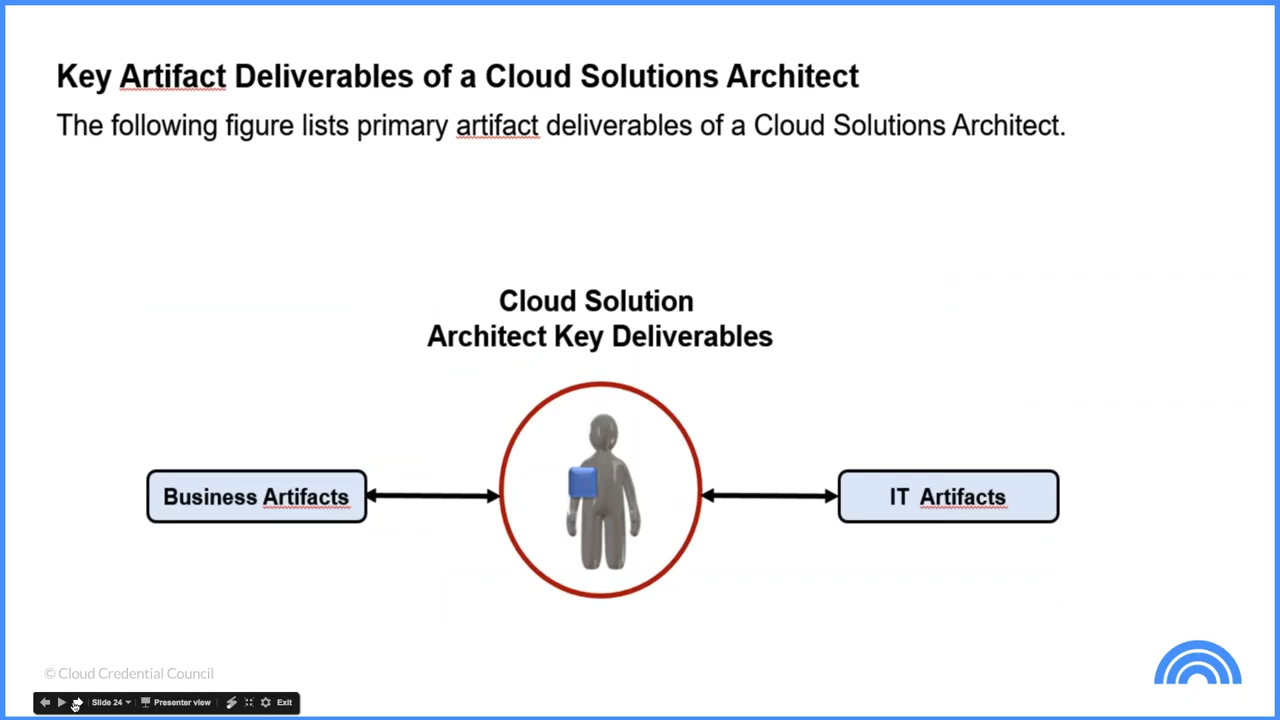 Key Artifact Deliverables of a Cloud Solutions Architect
The following figure lists primary artifact deliverables of a Cloud Solutions Architect.
Cloud Solution
Architect Key Deliverables
Business Artifacts
IT Artifacts
© Cloud Credential Council
Slide 24
Presenter view
Exit